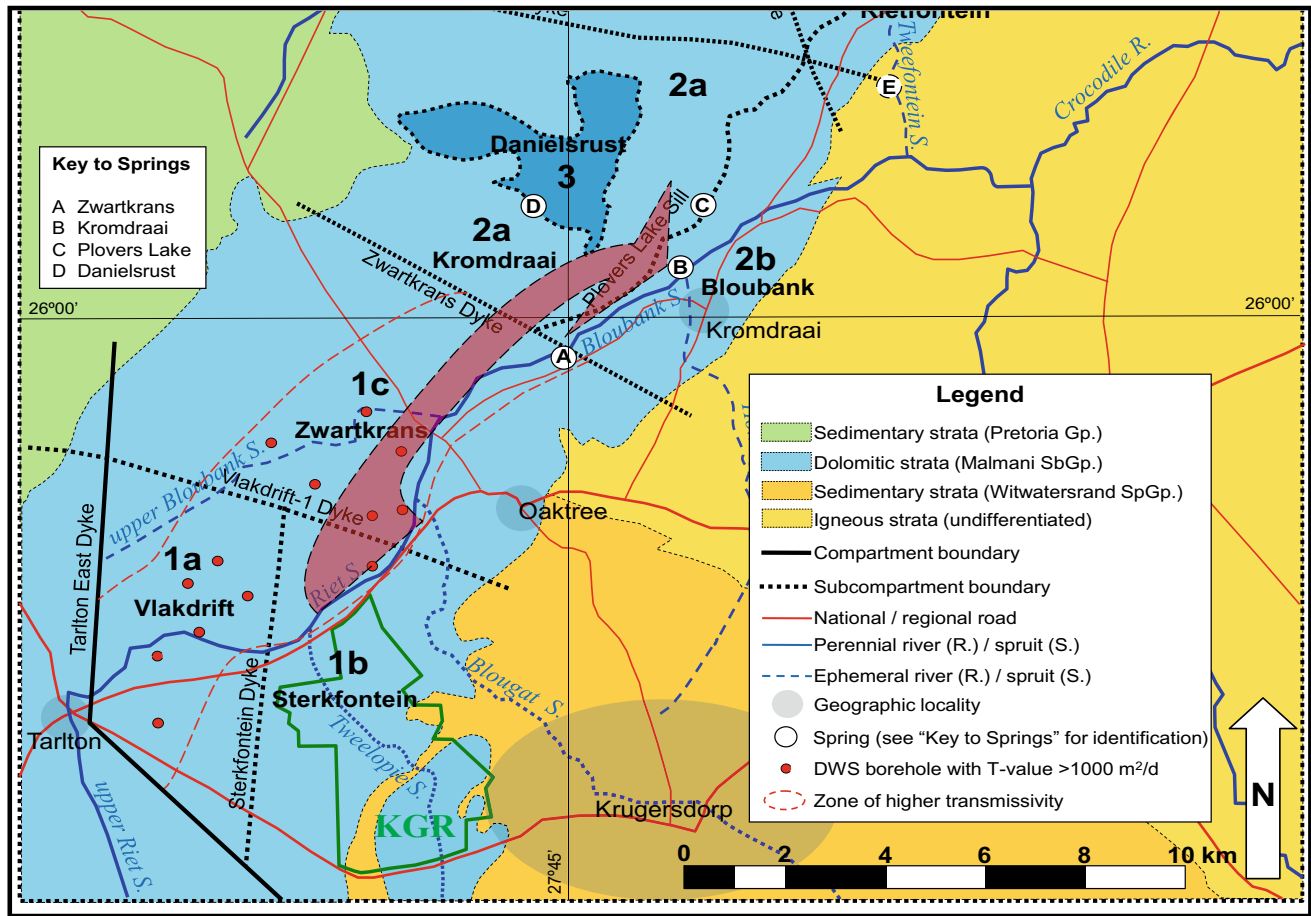 Rietfontein
Tweefontein S.
Crocodile R.
E
2a
Key to Springs
A Zwartkrans
B Kromdraai
C Plovers Lake
D Danielsrust
Danielsrust
3
D
C
2a
Kromdraai
Plovers Lake Sill
Zwartkrans Dyke
B
2b
Bloubank
Bloubank S.
26º00'
26º00'
Kromdraai
A
1c
Zwartkrans
upper Bloubank S.
Vlakdrift-1 Dyke
Oaktree
Tarlton East Dyke
1a
Vlakdrift
Riet S.
Sterkfontein Dyke
1b
Sterkfontein
Blougat S.
Tweelopie S.
Tarlton
upper Riet S.
KGR
Krugersdorp
27º45'
Legend
Sedimentary strata (Pretoria Gp.)
Dolomitic strata (Malmani SbGp.)
Sedimentary strata (Witwatersrand SpGp.)
Igneous strata (undifferentiated)
Compartment boundary
Subcompartment boundary
National / regional road
Perennial river (R.) / spruit (S.)
Ephemeral river (R.) / spruit (S.)
Geographic locality
Spring (see “Key to Springs” for identification)
DWS borehole with T-value >1000 m²/d
Zone of higher transmissivity
N
0 2 4 6 8 10 km